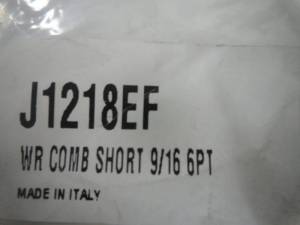 J1218EF
WR COMB SHORT 9/16 6PT
MADE IN ITALY